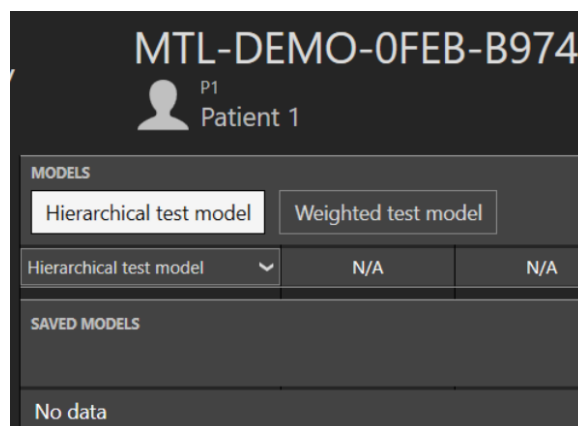 MTL-DEMO-0FEB-B974
P1
Patient 1
MODELS
Hierarchical test model Weighted test model
Hierarchical test model N/A N/A
SAVED MODELS
No data